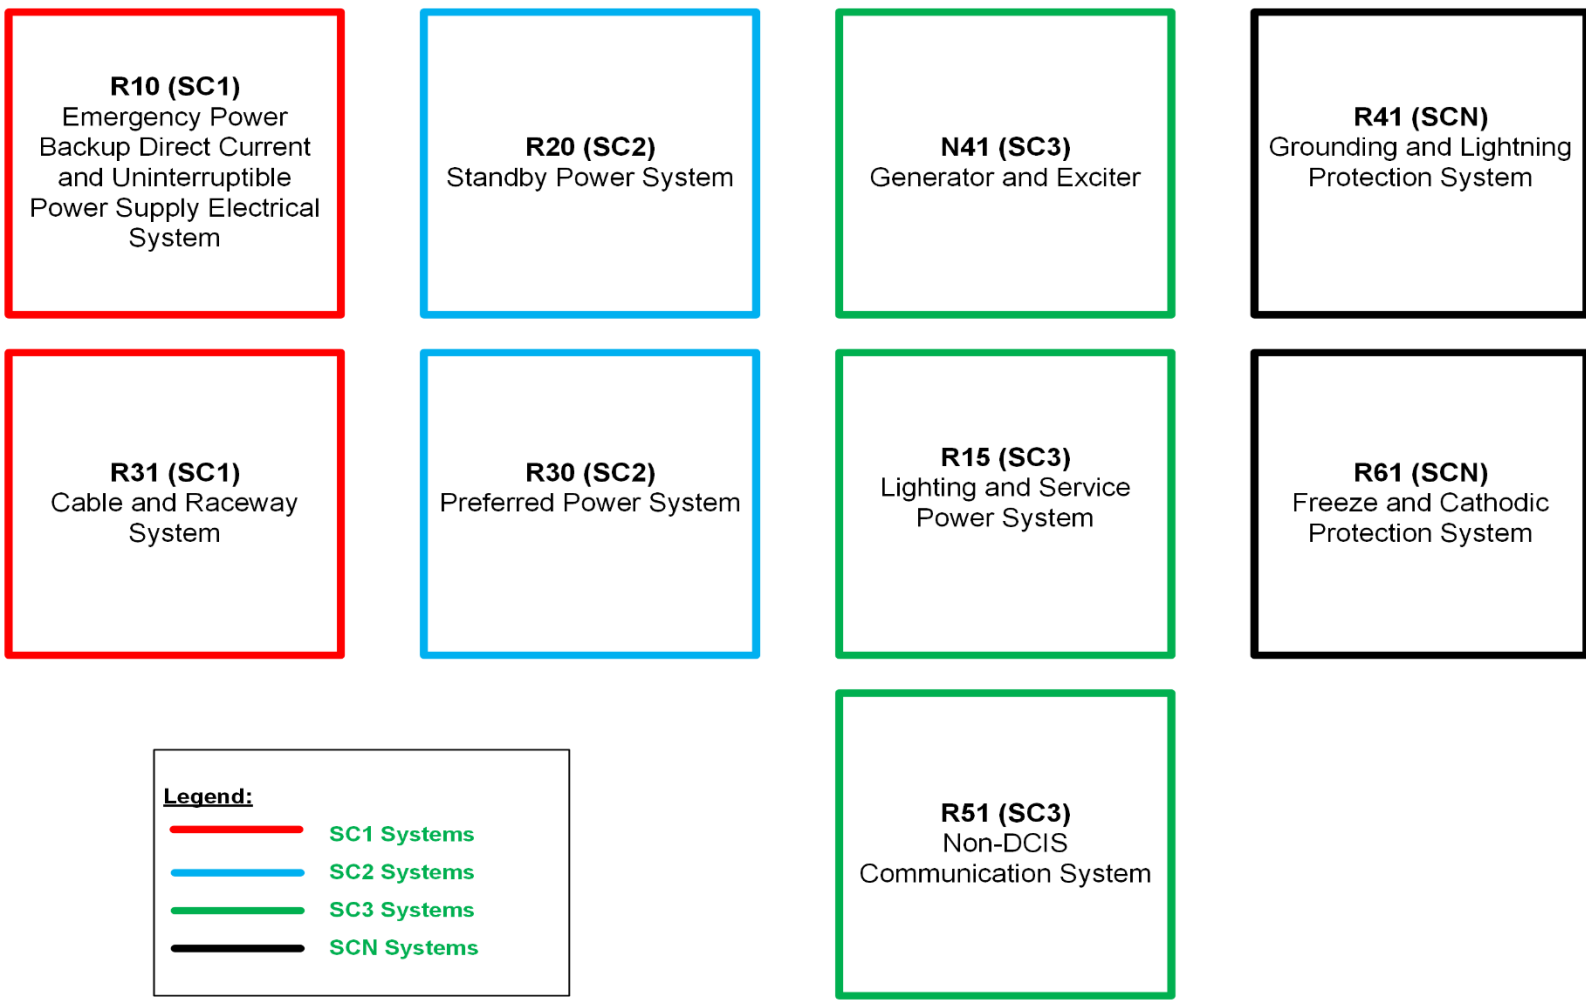 R10 (SC1)
Emergency Power
Backup Direct Current
and Uninterruptible
Power Supply Electrical
System
R20 (SC2)
Standby Power System
N41 (SC3)
Generator and Exciter
R41 (SCN)
Grounding and Lightning
Protection System
R31 (SC1)
Cable and Raceway
System
R30 (SC2)
Preferred Power System
R15 (SC3)
Lighting and Service
Power System
R61 (SCN)
Freeze and Cathodic
Protection System
R51 (SC3)
Non-DCIS
Communication System
Legend:
SC1 Systems
SC2 Systems
SC3 Systems
SCN Systems